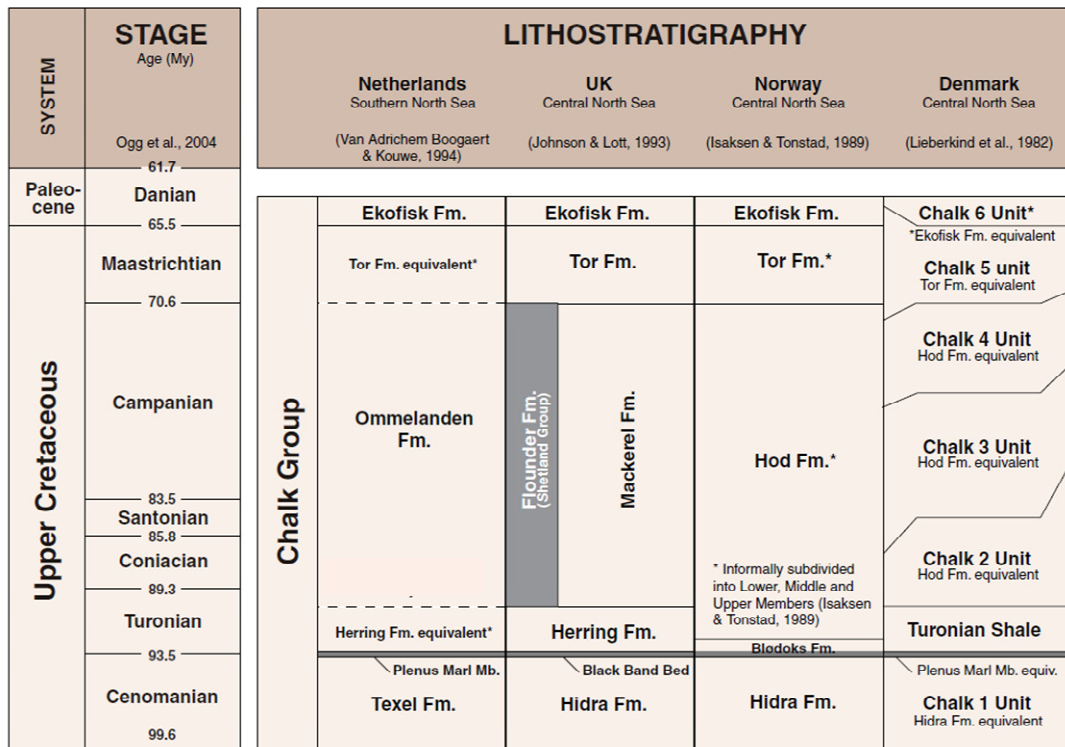 SYSTEM
STAGE
Age (My)
Ogg et al., 2004
LITHOSTRATIGRAPHY
Netherlands
Southern North Sea
(Van Adrichem Boogaert
& Kouwe, 1994)
UK
Central North Sea
(Johnson & Lott, 1993)
Norway
Central North Sea
(Isaksen & Tonstad, 1989)
Denmark
Central North Sea
(Lieberkind et al., 1982)
61.7
Paleo-
cene
Danian
65.5
Upper Cretaceous
Maastrichtian
70.6
Campanian
83.5
Santonian
85.8
Coniacian
89.3
Turonian
93.5
Cenomanian
99.6
Chalk Group
Ekofisk Fm.
Tor Fm. equivalent*
Ommelanden
Fm.
Herring Fm. equivalent*
Plenus Marl Mb.
Texel Fm.
Ekofisk Fm.
Tor Fm.
Flounder Fm.
(Shetland Group)
Mackerel Fm.
Herring Fm.
Black Band Bed
Hidra Fm.
Ekofisk Fm.
Tor Fm.*
Hod Fm.*
* Informally subdivided
into Lower, Middle and
Upper Members (Isaksen
& Tonstad, 1989)
Blødoks Fm.
Hidra Fm.
Chalk 6 Unit*
*Ekofisk Fm. equivalent
Chalk 5 unit
Tor Fm. equivalent
Chalk 4 Unit
Hod Fm. equivalent
Chalk 3 Unit
Hod Fm. equivalent
Chalk 2 Unit
Hod Fm. equivalent
Turonian Shale
Plenus Marl Mb. equiv.
Chalk 1 Unit
Hidra Fm. equivalent